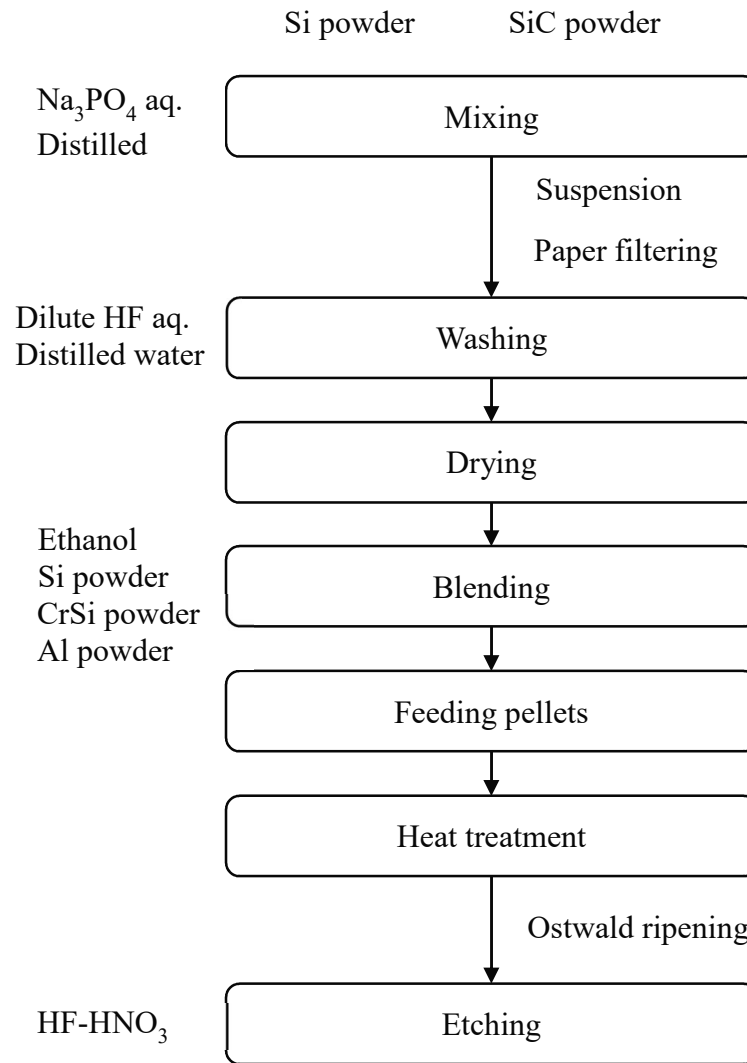 Si powder SiC powder
Na₃PO₄ aq.
Distilled
Mixing
Suspension
Paper filtering
Dilute HF aq.
Distilled water
Washing
Drying
Ethanol
Si powder
CrSi powder
Al powder
Blending
Feeding pellets
Heat treatment
Ostwald ripening
HF-HNO₃
Etching